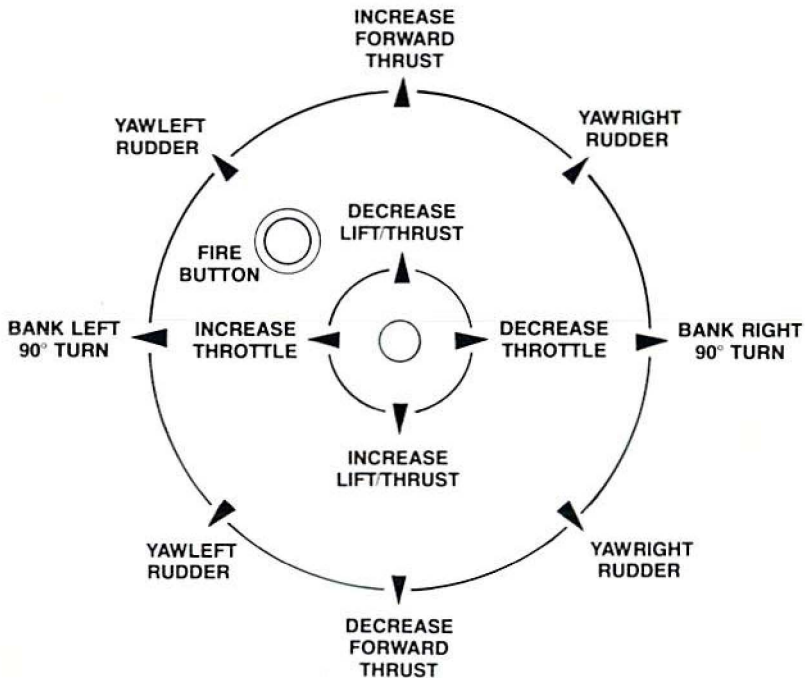 INCREASE
FORWARD
THRUST
YAWLEFT
RUDDER
YAWRIGHT
RUDDER
DECREASE
LIFT/THRUST
FIRE
BUTTON
BANK LEFT
90° TURN
INCREASE
THROTTLE
DECREASE
THROTTLE
BANK RIGHT
90° TURN
INCREASE
LIFT/THRUST
YAWLEFT
RUDDER
YAWRIGHT
RUDDER
DECREASE
FORWARD
THRUST